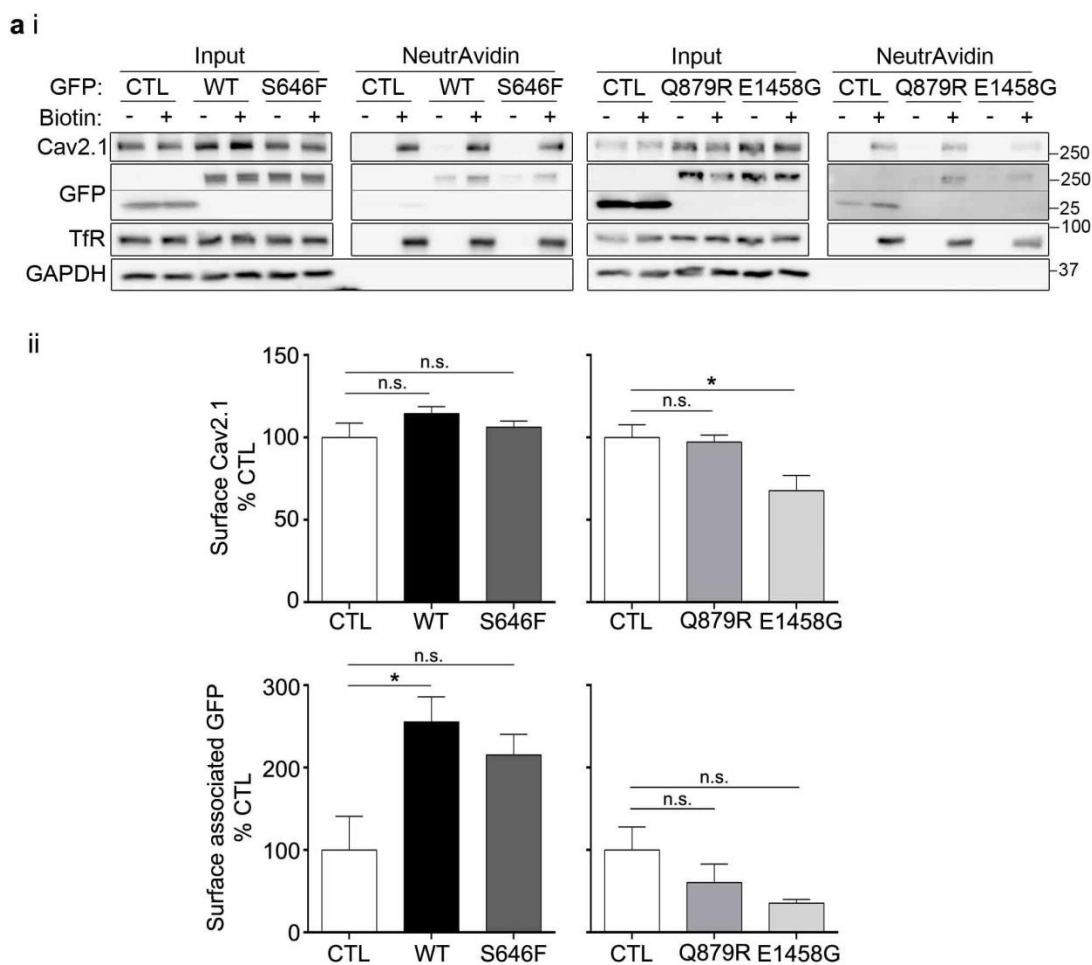 a i
Input NeutrAvidin Input NeutrAvidin
GFP: CTL WT S646F CTL WT S646F CTL Q879R E1458G CTL Q879R E1458G
Biotin: - + - + - + - + - + - + - + - + - + - + - + - +
Cav2.1 250
GFP 250
25
TfR 100
GAPDH 37
ii
Surface Cav2.1
% CTL
150
100
50
0
n.s.
n.s.
CTL WT S646F
*
n.s.
CTL Q879R E1458G
Surface associated GFP
% CTL
300
200
100
0
n.s.
*
CTL WT S646F
n.s.
n.s.
CTL Q879R E1458G